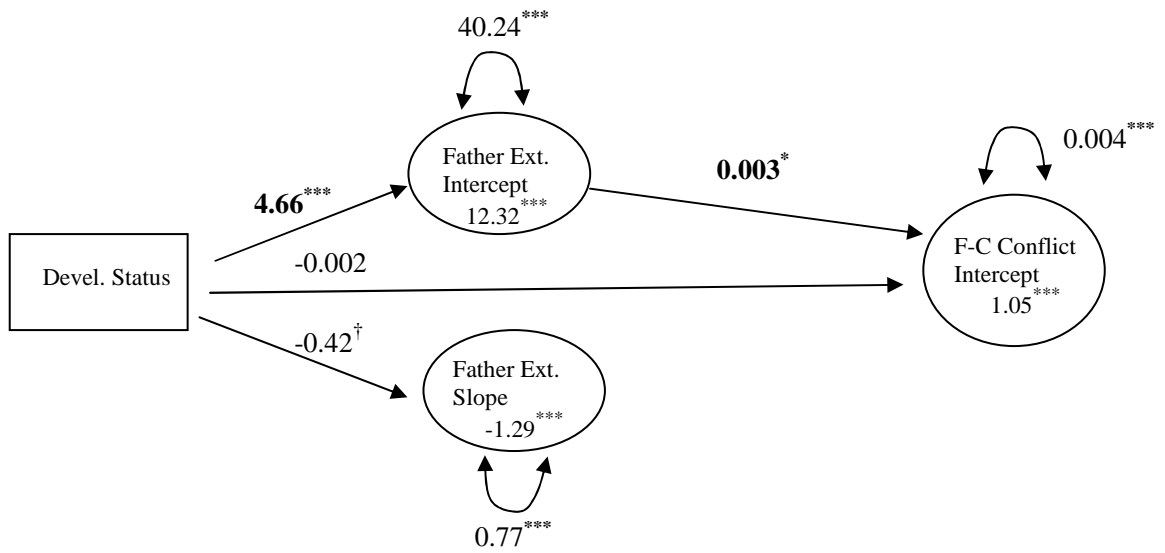 40.24***
0.004***
Father Ext.
Intercept
12.32***
0.003*
4.66***
F-C Conflict
Intercept
1.05***
Devel. Status
-0.002
-0.42†
Father Ext.
Slope
-1.29***
0.77***